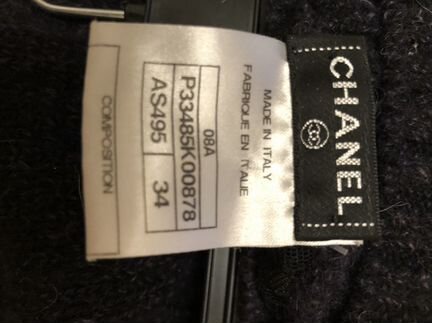 CHANEL
MADE IN ITALY
FABRIQUE EN ITALIE
08A
P33485K00878
AS495 34
COMPOSITION